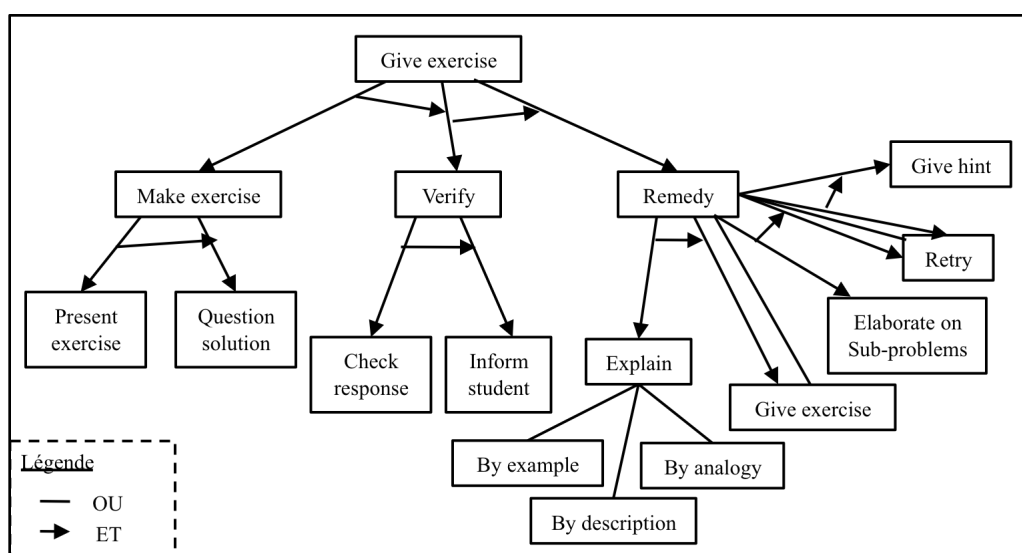 Give exercise
Make exercise
Verify
Remedy
Give hint
Retry
Present
exercise
Question
solution
Check
response
Inform
student
Explain
Elaborate on
Sub-problems
Give exercise
By example
By analogy
By description
Légende
OU
ET